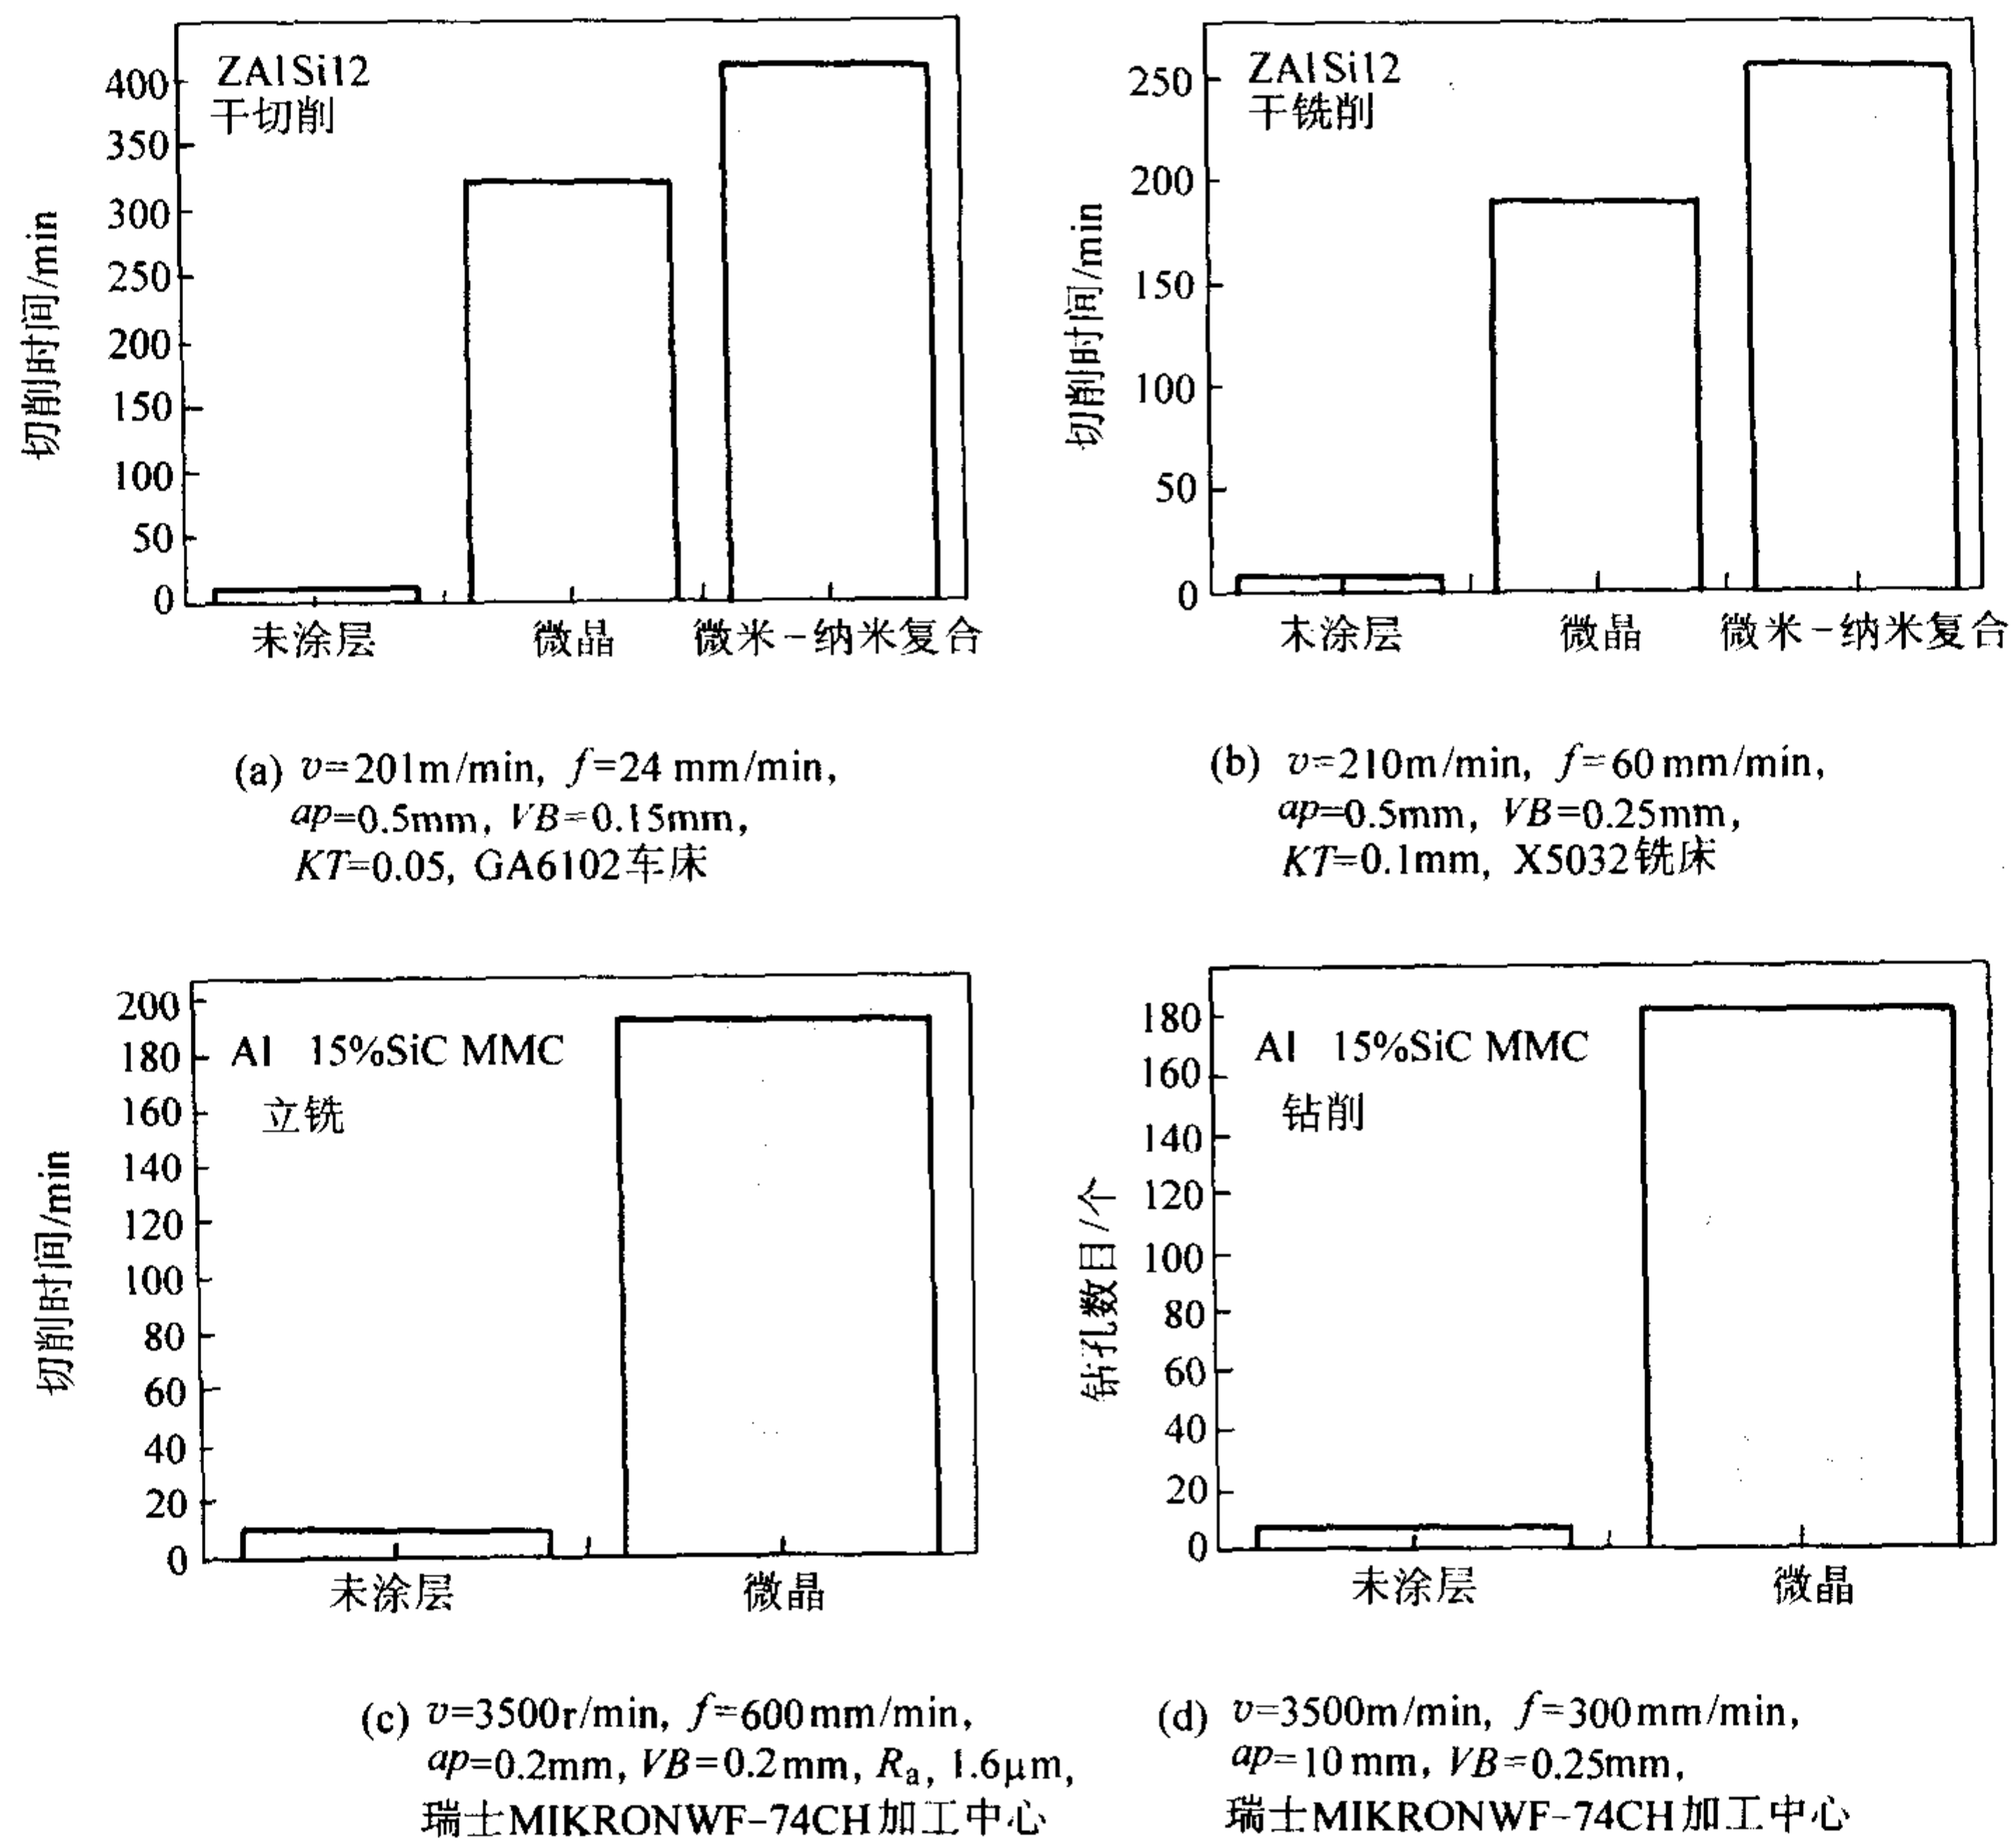 ZAlSi12
干切削
400
350
300
250
200
150
100
50
0
切削时间/min
未涂层
微晶
微米-纳米复合
(a) v=201m/min, f=24 mm/min,
ap=0.5mm, VB=0.15mm,
KT=0.05, GA6102车床
ZAlSi12
干铣削
250
200
150
100
50
0
切削时间/min
未涂层
微晶
微米-纳米复合
(b) v=210m/min, f=60mm/min,
ap=0.5mm, VB=0.25mm,
KT=0.1mm, X5032铣床
Al 15%SiC MMC
立铣
200
180
160
140
120
100
80
60
40
20
0
切削时间/min
未涂层
微晶
(c) v=3500r/min, f=600mm/min,
ap=0.2mm, VB=0.2mm, Ra, 1.6μm,
瑞士MIKRONWF-74CH加工中心
Al 15%SiC MMC
钻削
180
160
140
120
100
80
60
40
20
0
钻孔数目/个
未涂层
微晶
(d) v=3500m/min, f=300mm/min,
ap=10mm, VB=0.25mm,
瑞士MIKRONWF-74CH加工中心